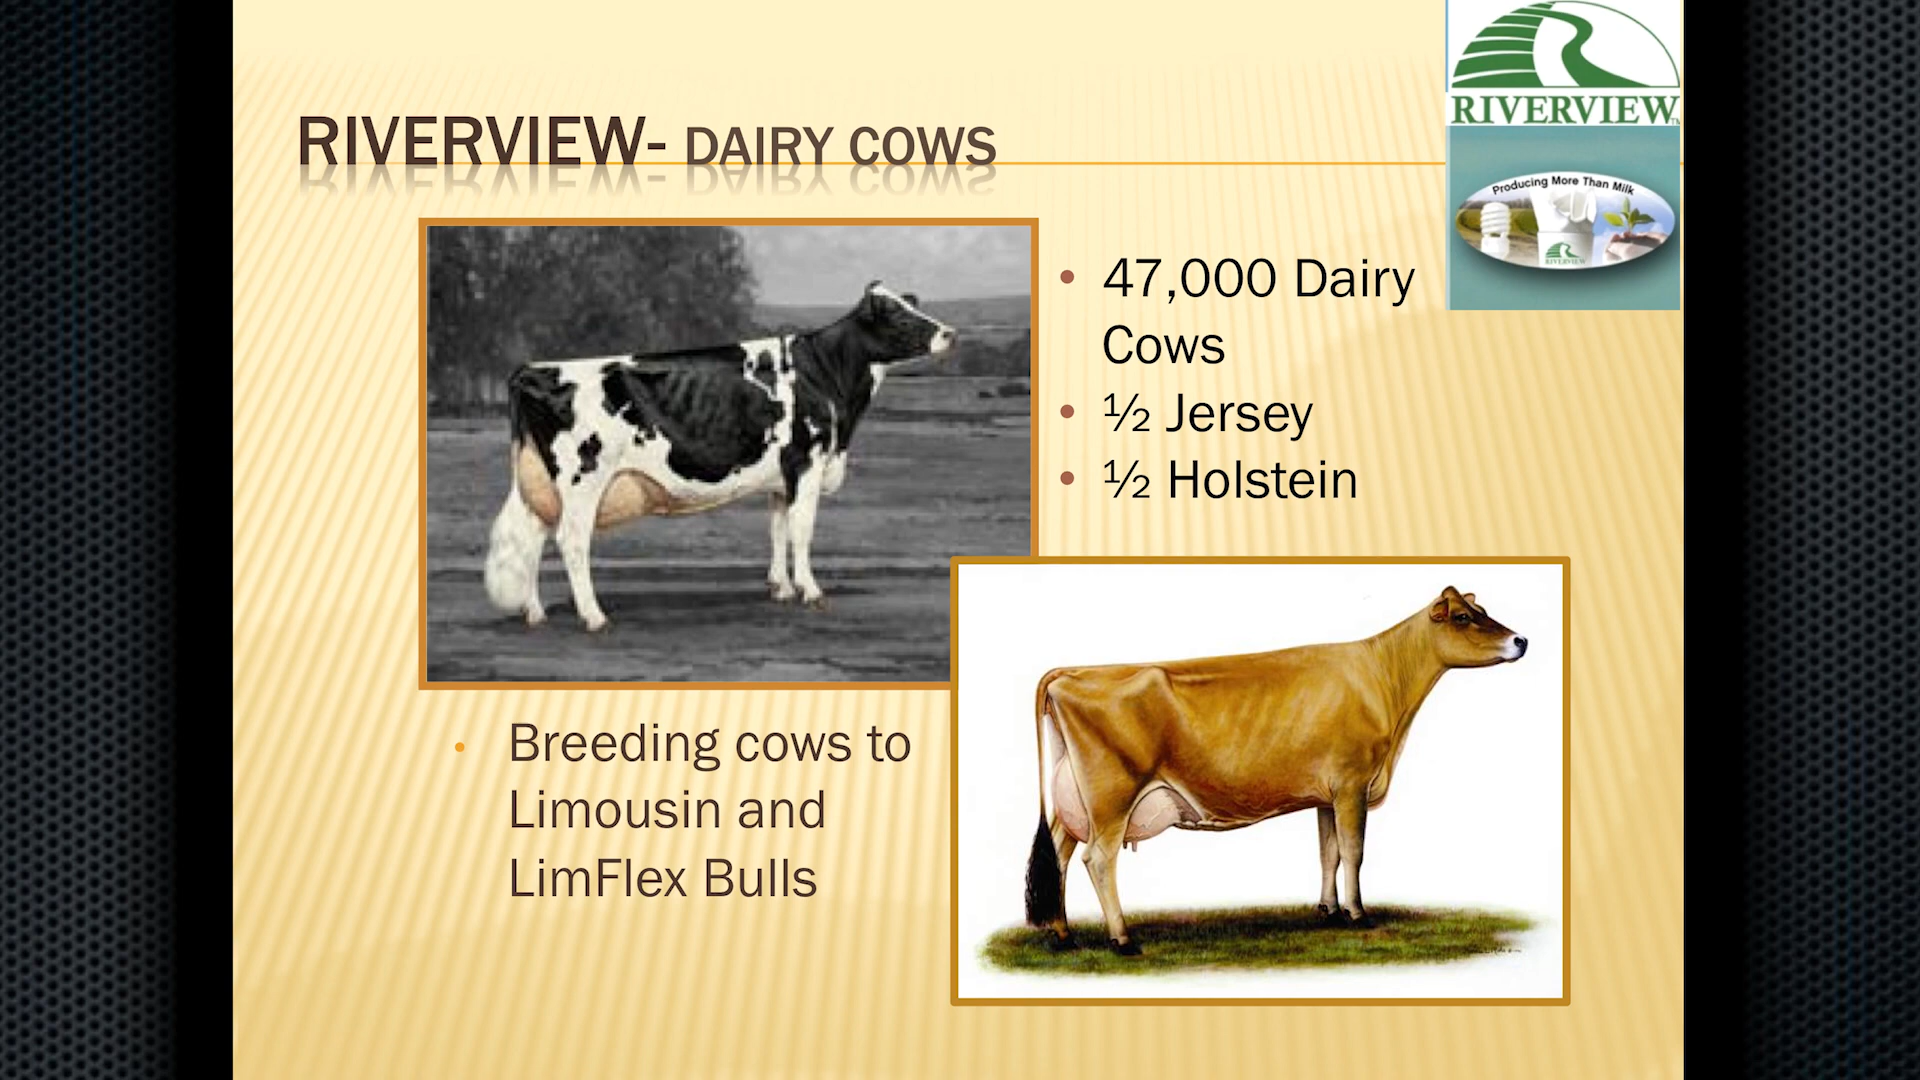 RIVERVIEW- DAIRY COWS
RIVERVIEW
Producing More Than Milk
RIVERVIEW
• 47,000 Dairy
Cows
• ½ Jersey
• ½ Holstein
• Breeding cows to
Limousin and
LimFlex Bulls